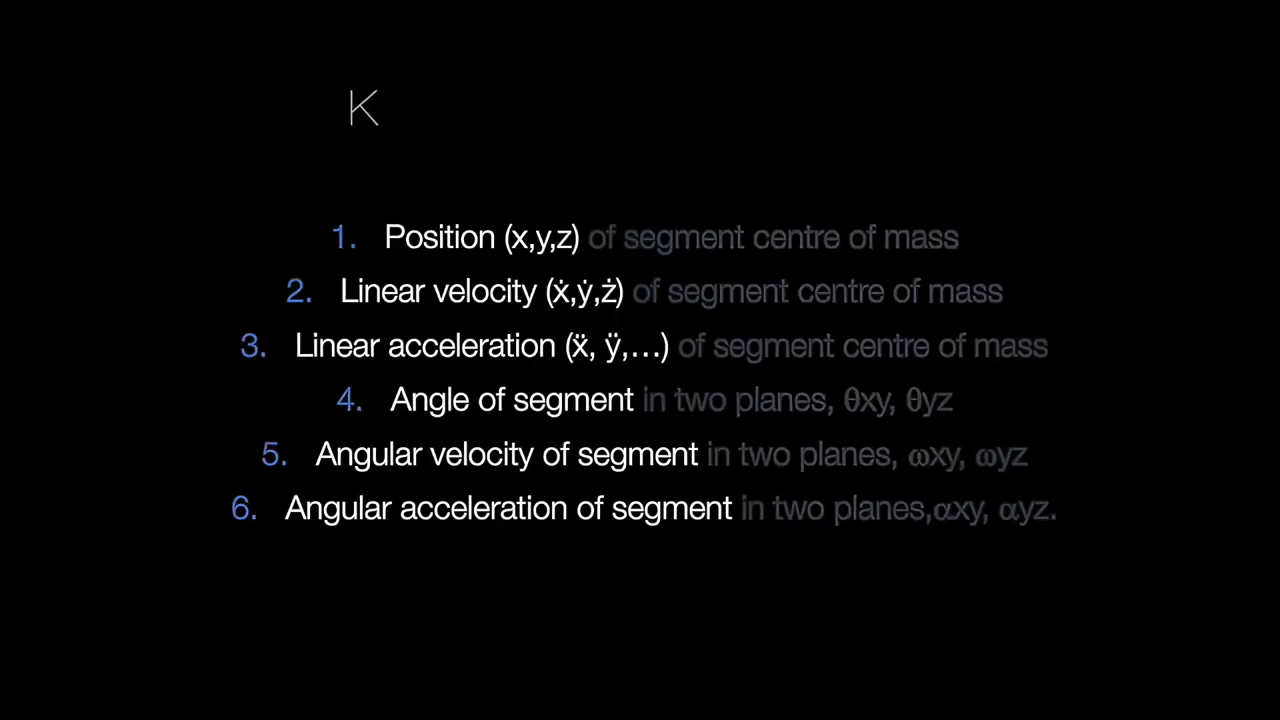 K
1. Position (x,y,z) of segment centre of mass
2. Linear velocity (ẋ,ẏ,ż) of segment centre of mass
3. Linear acceleration (ẍ, ÿ,…) of segment centre of mass
4. Angle of segment in two planes, θxy, θyz
5. Angular velocity of segment in two planes, ωxy, ωyz
6. Angular acceleration of segment in two planes,αxy, αyz.